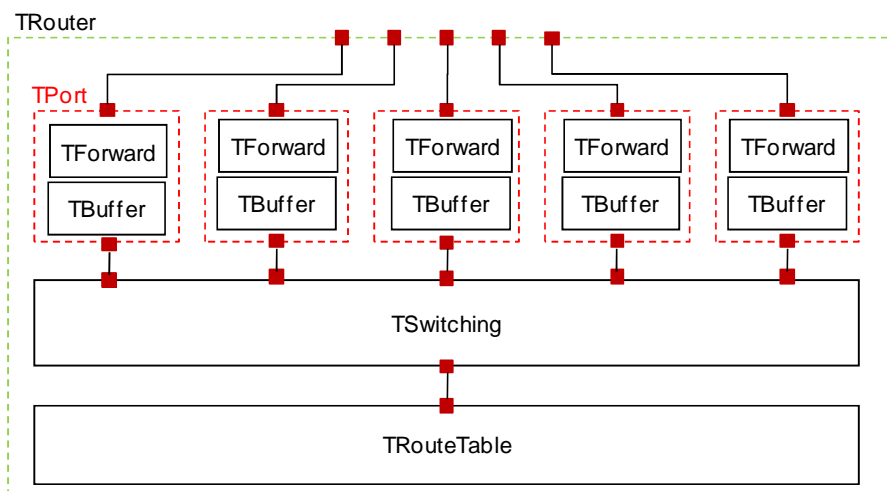 TRouter
TPort
TForward TForward TForward TForward TForward
TBuffer TBuffer TBuffer TBuffer TBuffer
TSwitching
TRouteTable